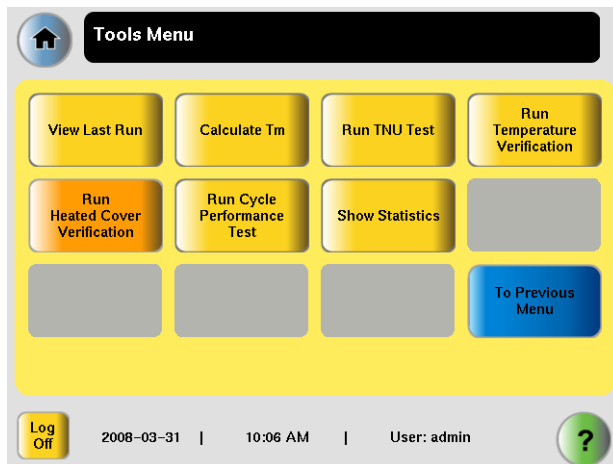 Tools Menu
View Last Run
Calculate Tm
Run TNU Test
Run
Temperature
Verification
Run
Heated Cover
Verification
Run Cycle
Performance
Test
Show Statistics
To Previous
Menu
Log
Off
2008-03-31 | 10:06 AM | User: admin
?